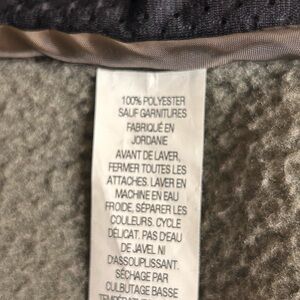 100% POLYESTER
SAUF GARNITURES
FABRIQUÉ EN
JORDANIE
AVANT DE LAVER,
FERMER TOUTES LES
ATTACHES. LAVER EN
MACHINE EN EAU
FROIDE, SÉPARER LES
COULEURS. CYCLE
DÉLICAT. PAS D'EAU
DE JAVEL NI
D'ASSOUPLISSANT.
SÉCHAGE PAR
CULBUTAGE BASSE
TEMPÉRATURE